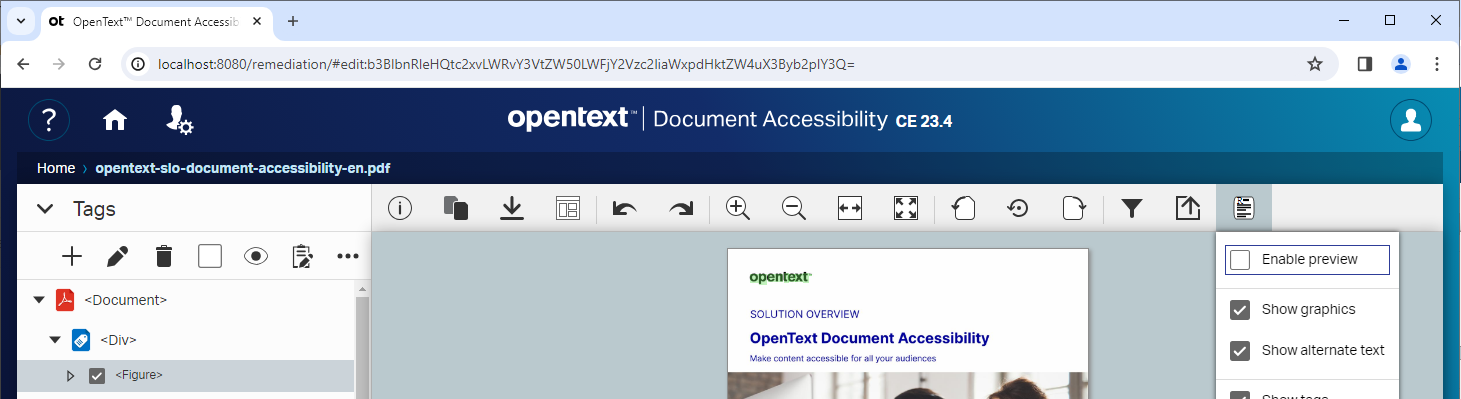 ot OpenText™ Document Accessib
localhost:8080/remediation/#edit:b3BlbnRleHQtc2xvLWRvY3VtZW50LWFjY2Vzc2liaWxpdHktZW4uX3Byb2plY3Q=
opentext™ | Document Accessibility CE 23.4
Home › opentext-slo-document-accessibility-en.pdf
Tags
<Document>
<Div>
<Figure>
opentext™
SOLUTION OVERVIEW
OpenText Document Accessibility
Make content accessible for all your audiences
Enable preview
Show graphics
Show alternate text
Show tags